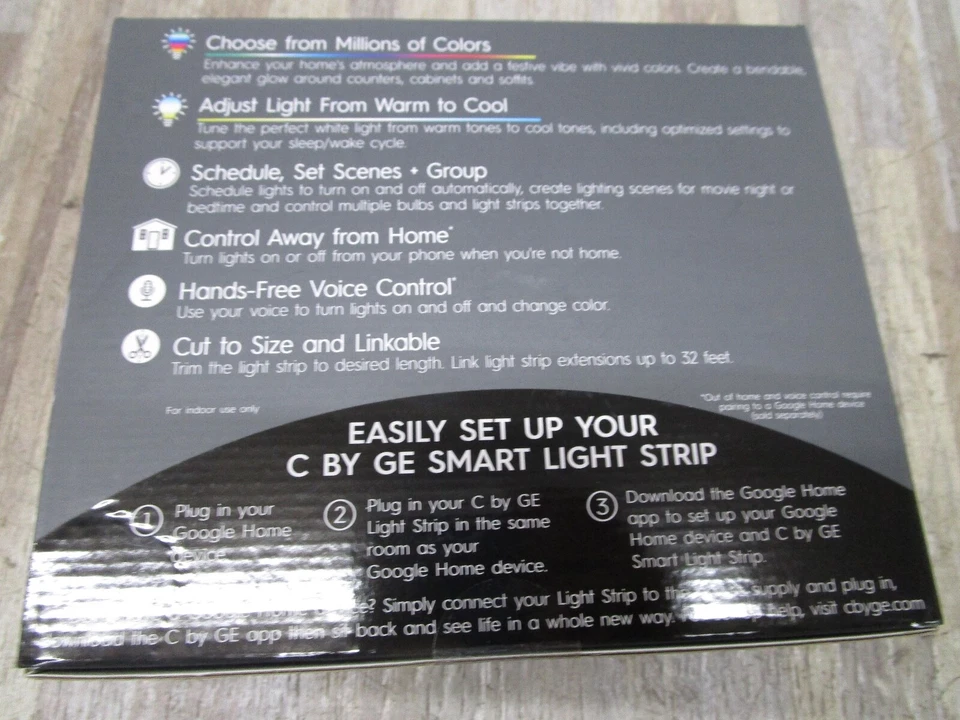 Choose from Millions of Colors
Enhance your home's atmosphere and add a festive vibe with vivid colors. Create a bendable,
elegant glow around counters, cabinets and soffits.
Adjust Light From Warm to Cool
Tune the perfect white light from warm tones to cool tones, including optimized settings to
support your sleep/wake cycle.
Schedule, Set Scenes + Group
Schedule lights to turn on and off automatically, create lighting scenes for movie night or
bedtime and control multiple bulbs and light strips together.
Control Away from Home*
Turn lights on or off from your phone when you're not home.
Hands-Free Voice Control*
Use your voice to turn lights on and off and change color.
Cut to Size and Linkable
Trim the light strip to desired length. Link light strip extensions up to 32 feet.
For indoor use only
*Out of home and voice control require
pairing to a Google Home device
(sold separately)
EASILY SET UP YOUR
C BY GE SMART LIGHT STRIP
1
Plug in your
Google Home
device.
2
Plug in your C by GE
Light Strip in the same
room as your
Google Home device.
3
Download the Google Home
app to set up your Google
Home device and C by GE
Smart Light Strip.
Simply connect your Light Strip to supply and plug in,
download the C by GE app then sit back and see life in a whole new way. help, visit cbyge.com